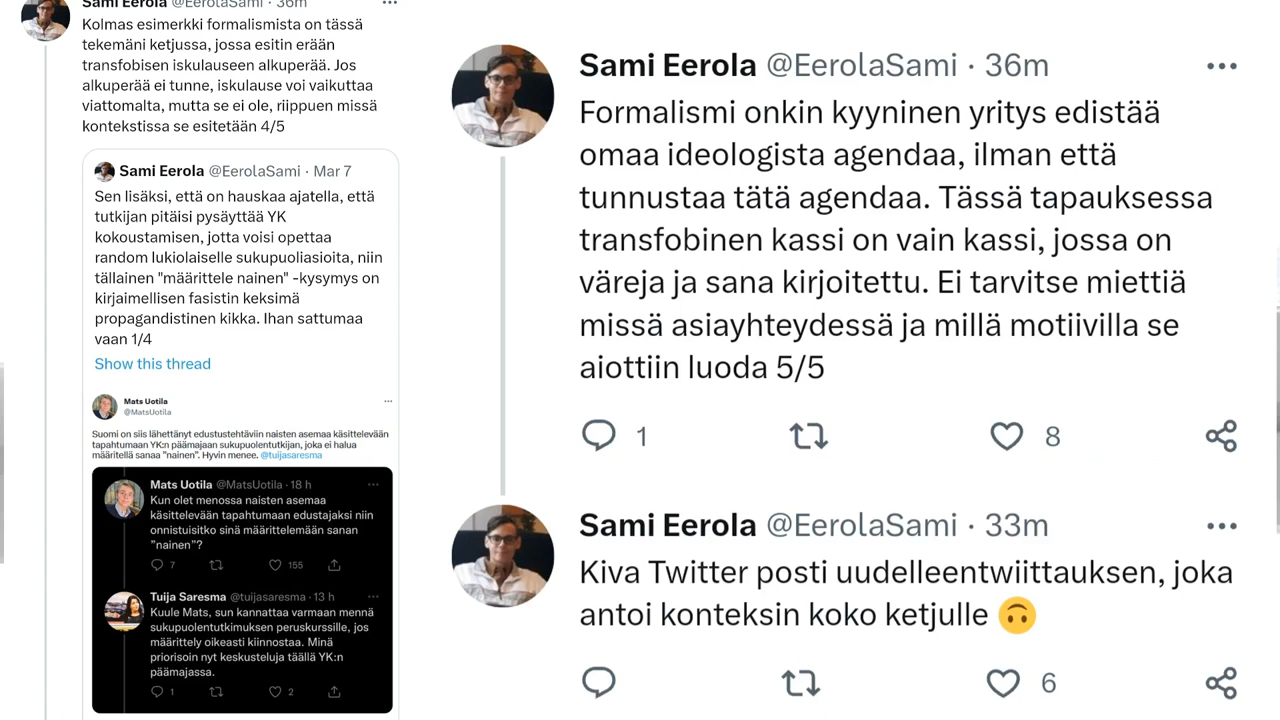 Sami Eerola @EerolaSami · 36m
Kolmas esimerkki formalismista on tässä
tekemäni ketjussa, jossa esitin erään
transfobisen iskulauseen alkuperää. Jos
alkuperää ei tunne, iskulause voi vaikuttaa
viattomalta, mutta se ei ole, riippuen missä
kontekstissa se esitetään 4/5
Sami Eerola @EerolaSami · Mar 7
Sen lisäksi, että on hauskaa ajatella, että
tutkijan pitäisi pysäyttää YK
kokoustamisen, jotta voisi opettaa
random lukiolaiselle sukupuoliasioita, niin
tällainen "määrittele nainen" -kysymys on
kirjaimellisen fasistin keksimä
propagandistinen kikka. Ihan sattumaa
vaan 1/4
Show this thread
Mats Uotila
@MatsUotila
Suomi on siis lähettänyt edustustehtäviin naisten asemaa käsittelevään
tapahtumaan YK:n päämajaan sukupuolentutkijan, joka ei halua
määritellä sanaa "nainen". Hyvin menee. @tuijasaresma
Mats Uotila @MatsUotila · 18 h
Kun olet menossa naisten asemaa
käsittelevään tapahtumaan edustajaksi niin
onnistuisitko sinä määrittelemään sanan
"nainen"?
7 155
Tuija Saresma @tuijasaresma · 13 h
Kuule Mats, sun kannattaa varmaan mennä
sukupuolentutkimuksen peruskurssille, jos
määrittely oikeasti kiinnostaa. Minä
priorisoin nyt keskusteluja täällä YK:n
päämajassa.
1 2
Sami Eerola @EerolaSami · 36m
Formalismi onkin kyyninen yritys edistää
omaa ideologista agendaa, ilman että
tunnustaa tätä agendaa. Tässä tapauksessa
transfobinen kassi on vain kassi, jossa on
väreja ja sana kirjoitettu. Ei tarvitse miettiä
missä asiayhteydessä ja millä motiivilla se
aiottiin luoda 5/5
1 8
Sami Eerola @EerolaSami · 33m
Kiva Twitter posti uudelleentwiittauksen, joka
antoi konteksin koko ketjulle 🙃
6